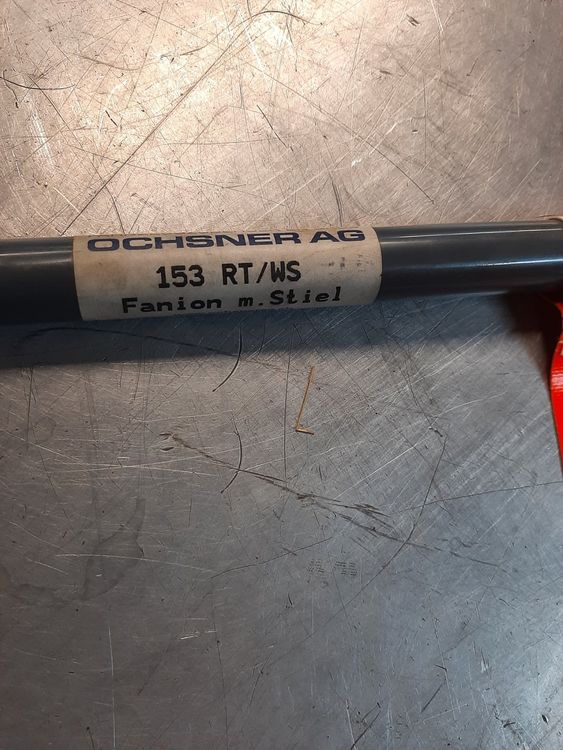 OCHSNER AG
153 RT/WS
Fanion m.Stiel